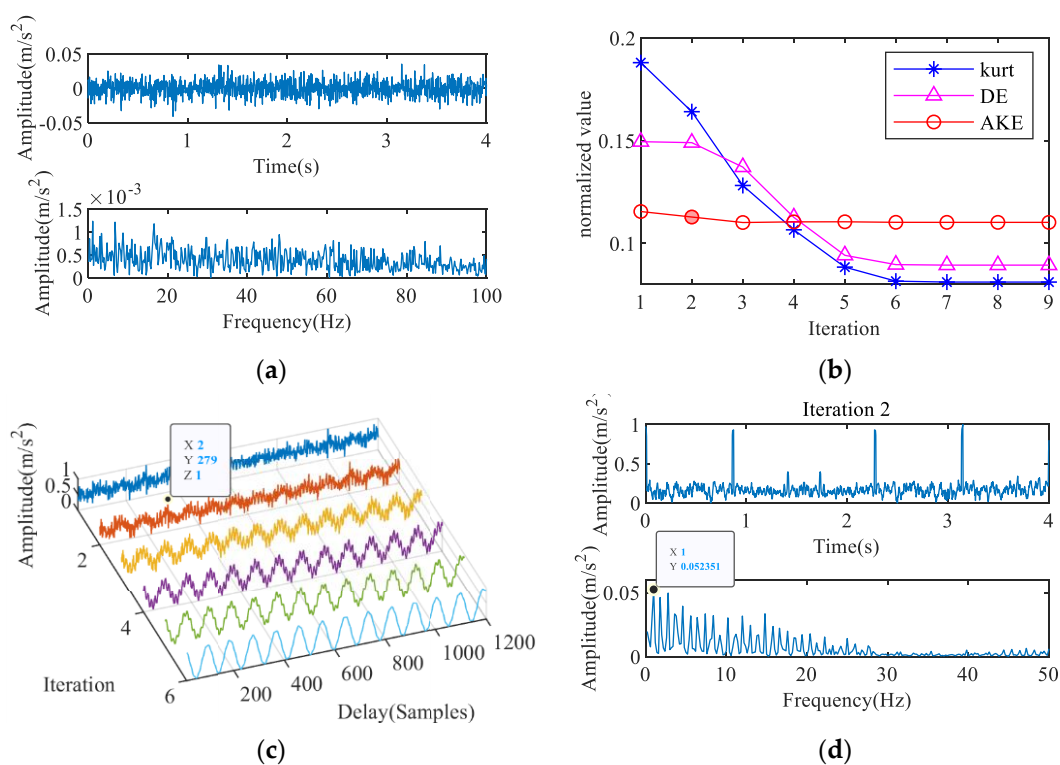 0.05
0
-0.05
Amplitude(m/s²)
0 1 2 3 4
Time(s)
×10⁻³
1.5
1
0.5
0
Amplitude(m/s²)
0 20 40 60 80 100
Frequency(Hz)
(a)
0.2
0.15
0.1
normalized value
kurt
DE
AKE
1 2 3 4 5 6 7 8 9
Iteration
(b)
Amplitude(m/s²)
1
0.5
0
X 2
Y 279
Z 1
2
4
6
Iteration
200 400 600 800 1000 1200
Delay(Samples)
(c)
Iteration 2
Amplitude(m/s²)
1
0.5
0
0 1 2 3 4
Time(s)
X 1
Y 0.052351
Amplitude(m/s²)
0.05
0
0 10 20 30 40 50
Frequency(Hz)
(d)